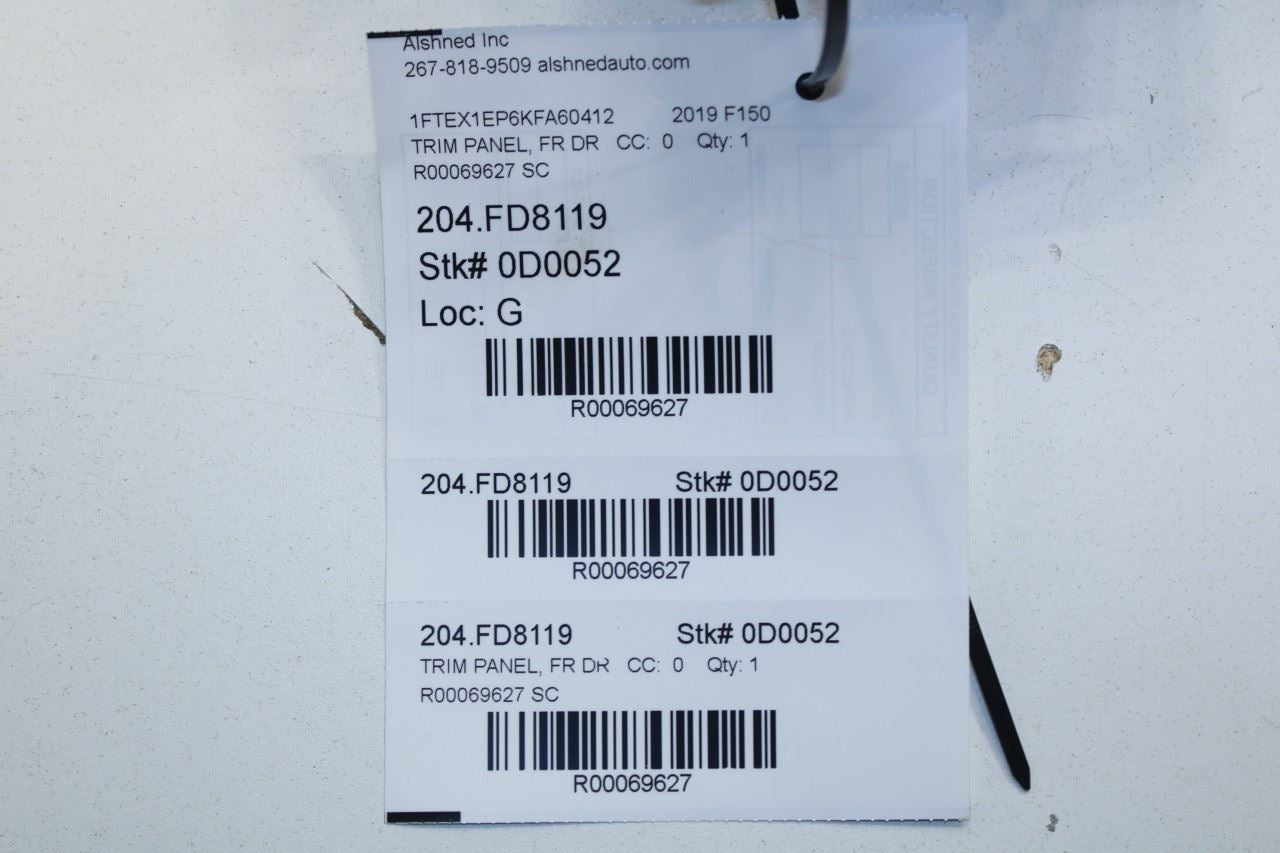 Alshned Inc
267-818-9509 alshnedauto.com
1FTEX1EP6KFA60412 2019 F150
TRIM PANEL, FR DR CC: 0 Qty: 1
R00069627 SC
204.FD8119
Stk# 0D0052
Loc: G
R00069627
204.FD8119 Stk# 0D0052
R00069627
204.FD8119 Stk# 0D0052
TRIM PANEL, FR DR CC: 0 Qty: 1
R00069627 SC
R00069627
QUALITY INSPECTION